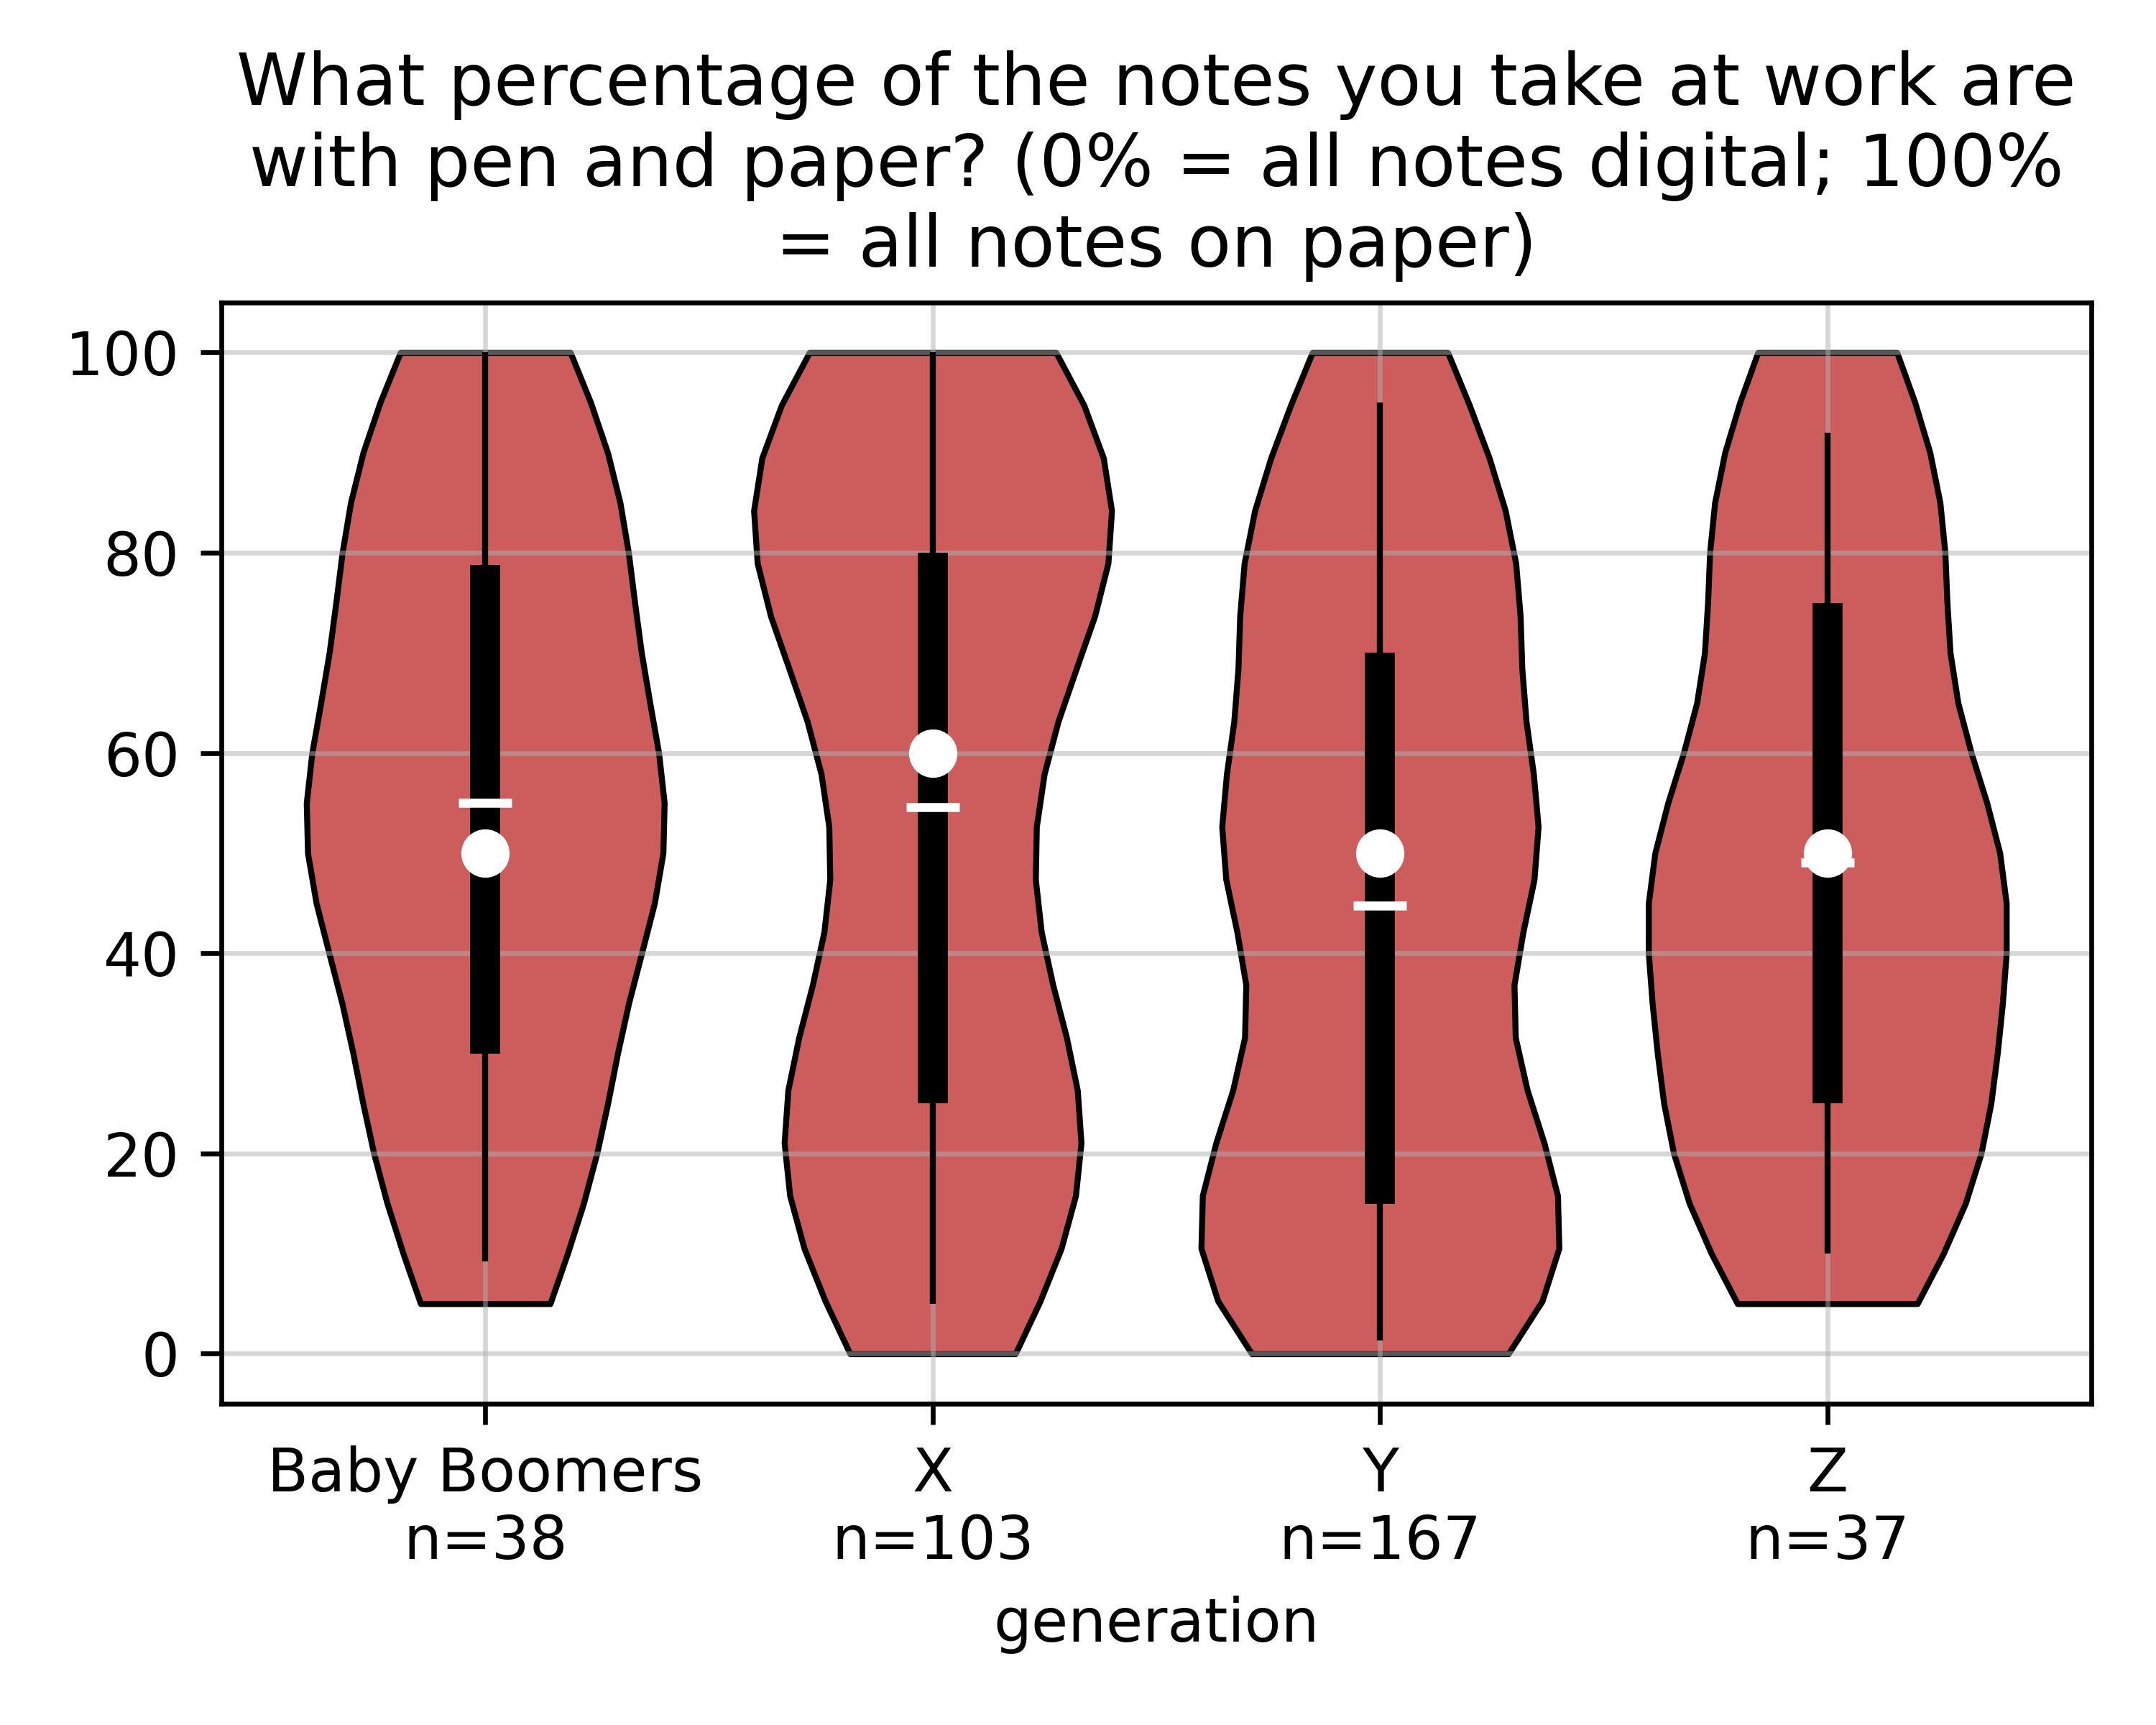 What percentage of the notes you take at work are
with pen and paper? (0% = all notes digital; 100%
= all notes on paper)
100
80
60
40
20
0
Baby Boomers
n=38
X
n=103
Y
n=167
Z
n=37
generation